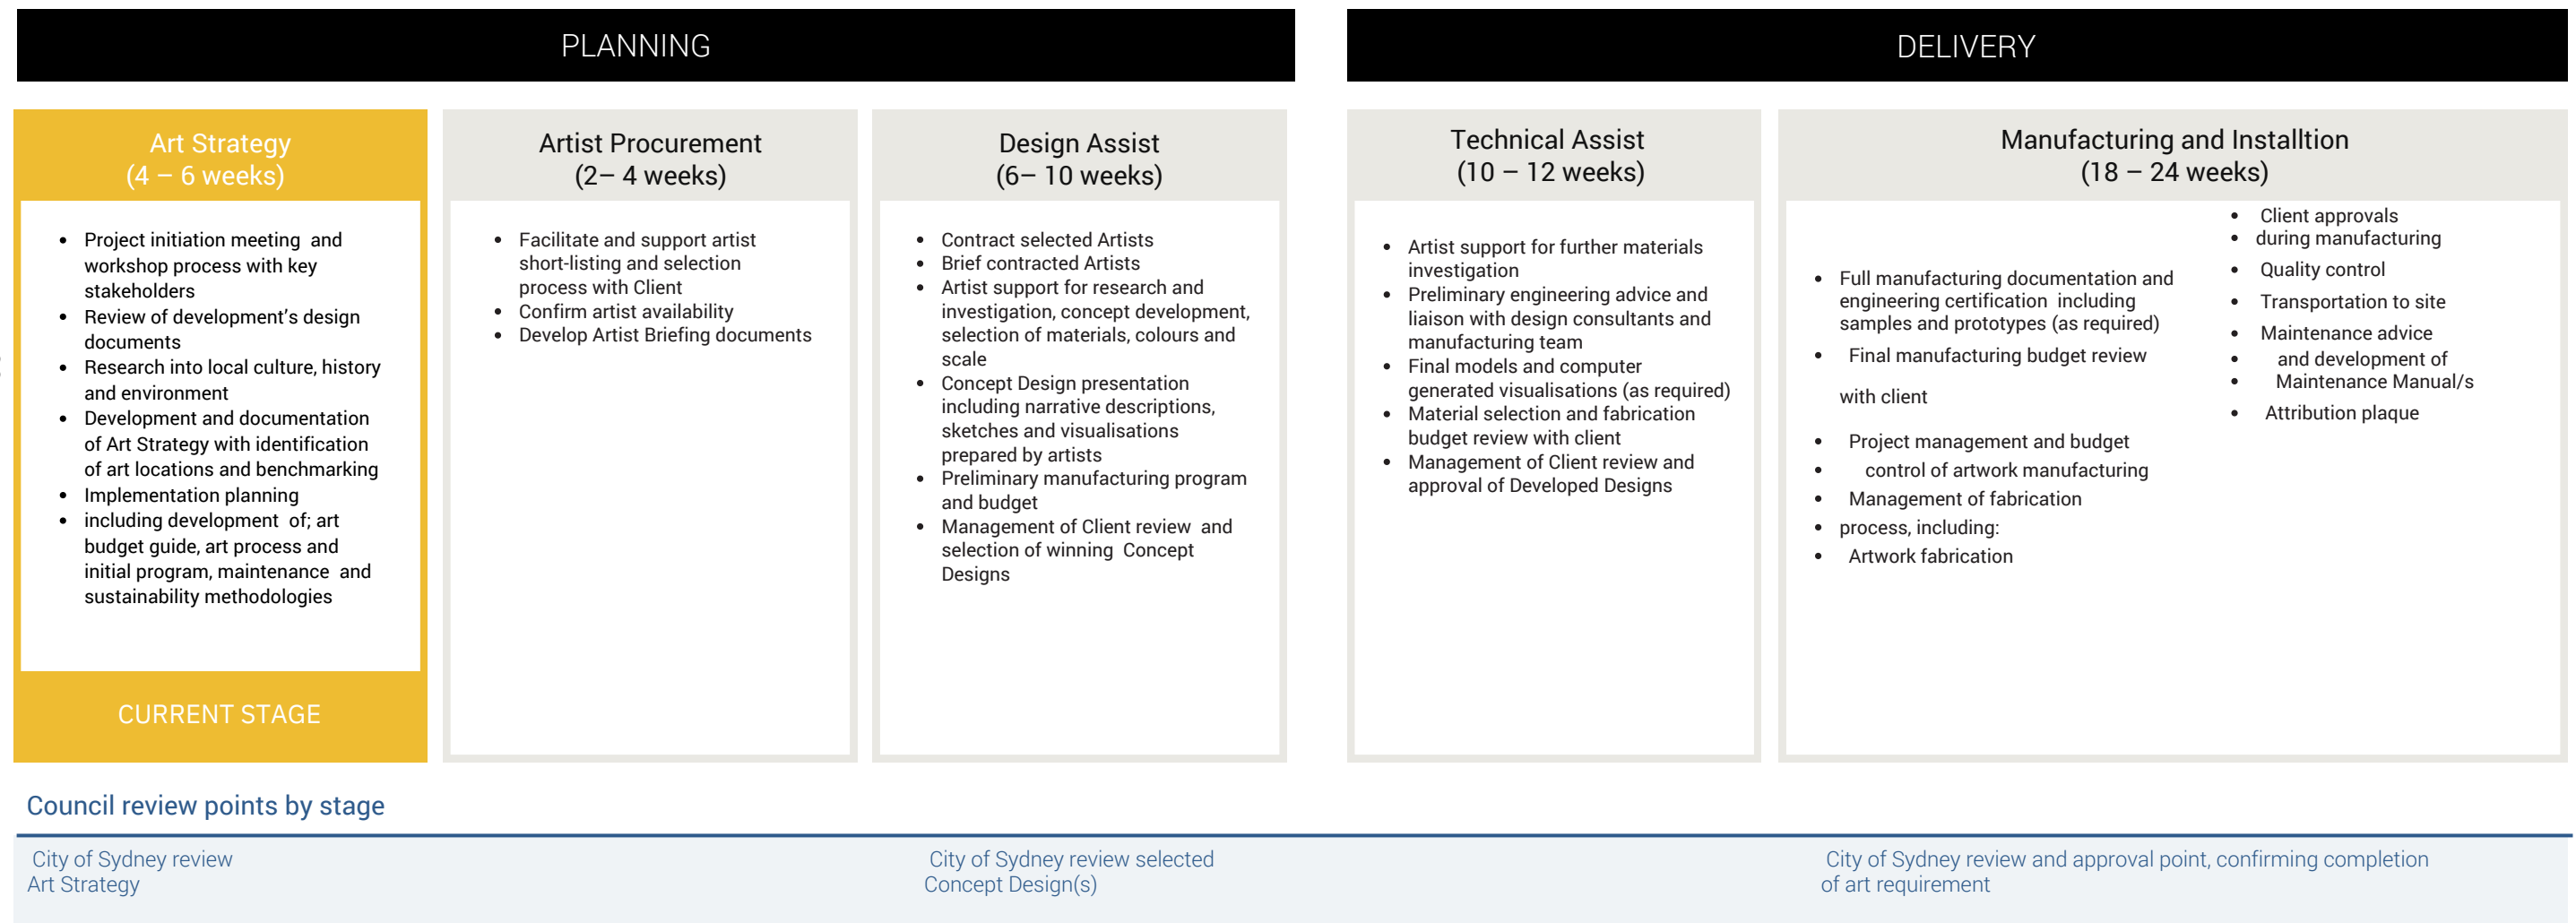 PLANNING
DELIVERY
Art Strategy
(4 – 6 weeks)
• Project initiation meeting and
workshop process with key
stakeholders
• Review of development's design
documents
• Research into local culture, history
and environment
• Development and documentation
of Art Strategy with identification
of art locations and benchmarking
• Implementation planning
• including development of; art
budget guide, art process and
initial program, maintenance and
sustainability methodologies
CURRENT STAGE
Artist Procurement
(2– 4 weeks)
• Facilitate and support artist
short-listing and selection
process with Client
• Confirm artist availability
• Develop Artist Briefing documents
Design Assist
(6– 10 weeks)
• Contract selected Artists
• Brief contracted Artists
• Artist support for research and
investigation, concept development,
selection of materials, colours and
scale
• Concept Design presentation
including narrative descriptions,
sketches and visualisations
prepared by artists
• Preliminary manufacturing program
and budget
• Management of Client review and
selection of winning Concept
Designs
Technical Assist
(10 – 12 weeks)
• Artist support for further materials
investigation
• Preliminary engineering advice and
liaison with design consultants and
manufacturing team
• Final models and computer
generated visualisations (as required)
• Material selection and fabrication
budget review with client
• Management of Client review and
approval of Developed Designs
Manufacturing and Installtion
(18 – 24 weeks)
• Full manufacturing documentation and
engineering certification including
samples and prototypes (as required)
• Final manufacturing budget review
with client
• Project management and budget
• control of artwork manufacturing
• Management of fabrication
• process, including:
• Artwork fabrication
• Client approvals
• during manufacturing
• Quality control
• Transportation to site
• Maintenance advice
• and development of
• Maintenance Manual/s
• Attribution plaque
Council review points by stage
City of Sydney review
Art Strategy
City of Sydney review selected
Concept Design(s)
City of Sydney review and approval point, confirming completion
of art requirement